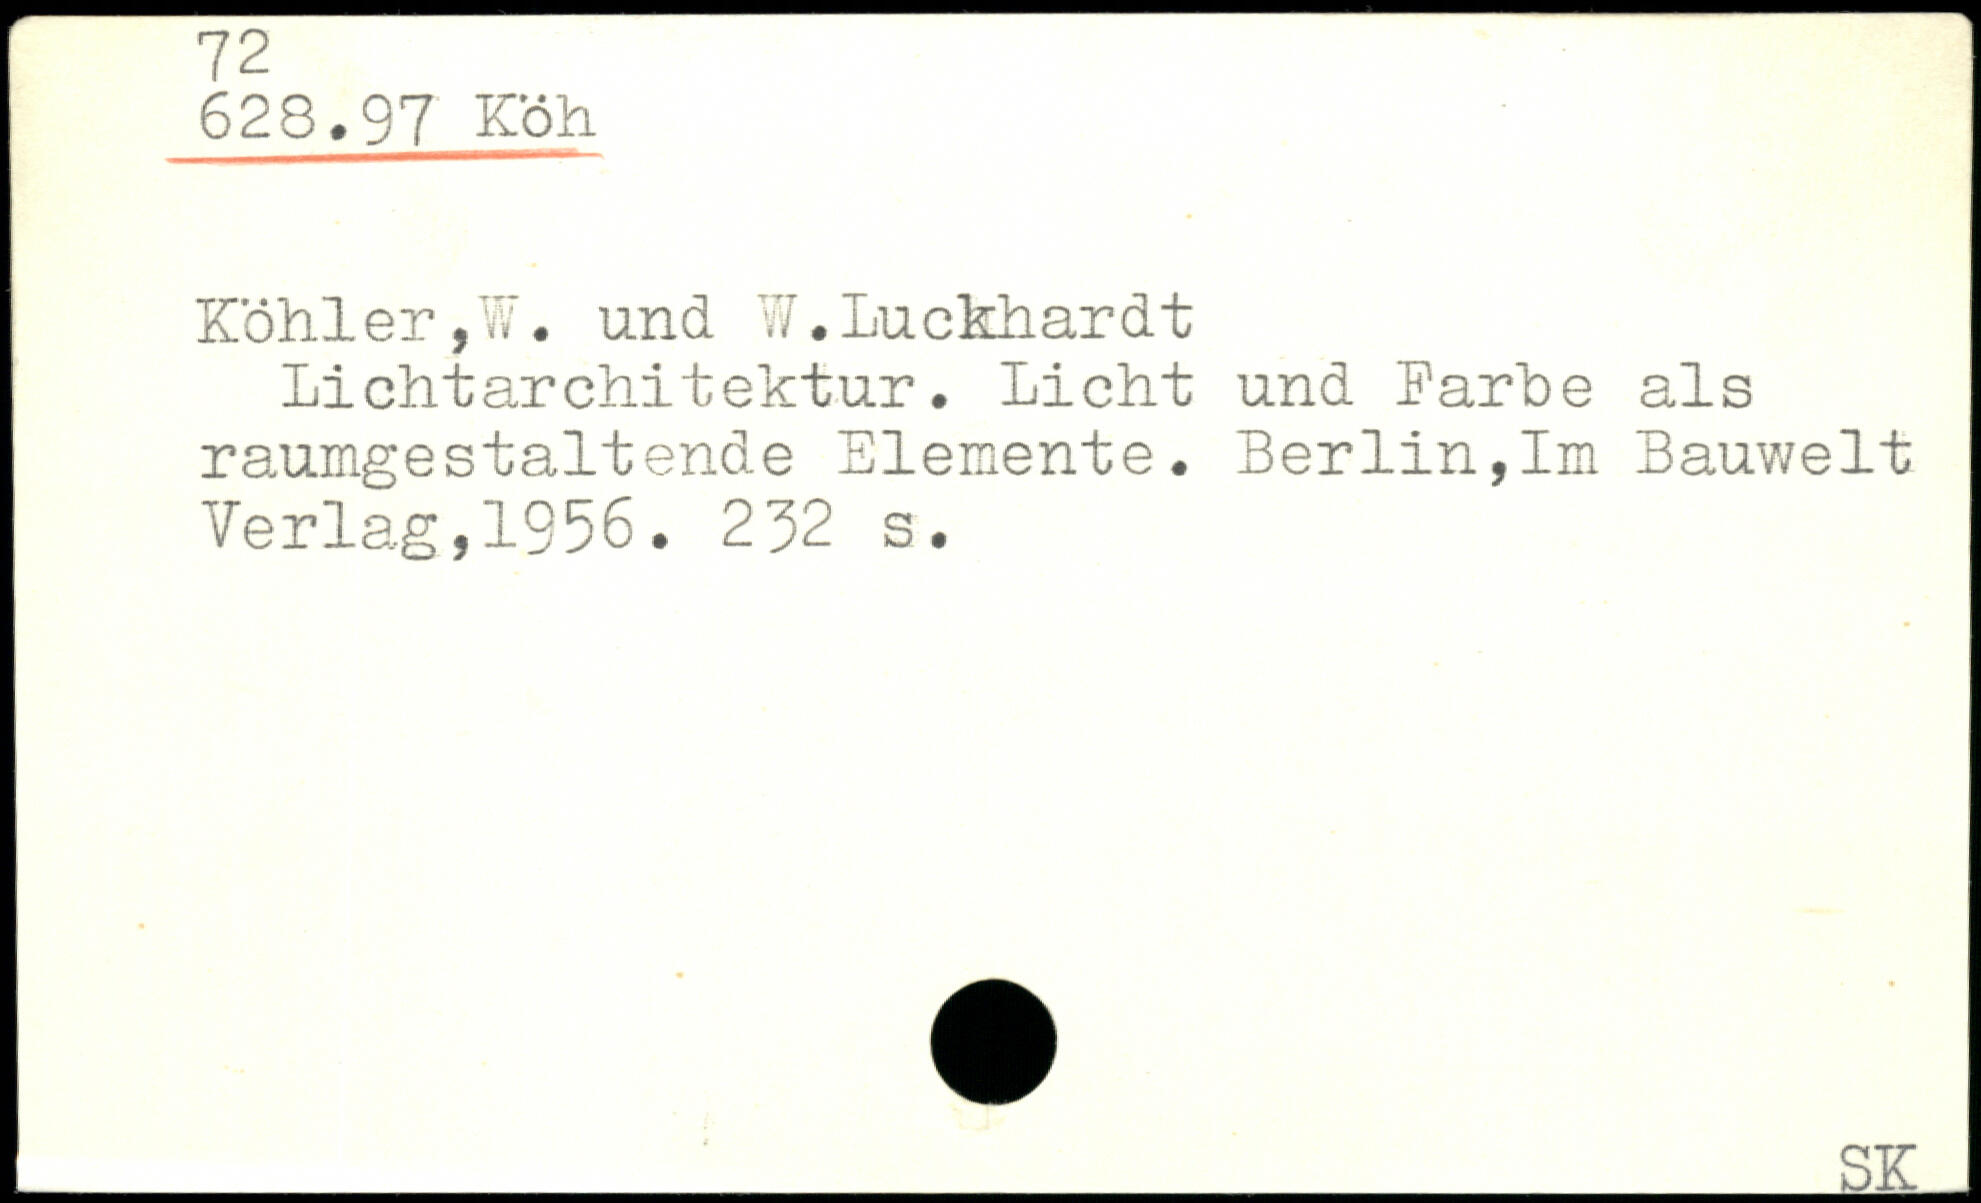 72
628.97 Köh
Köhler,W. und W.Luckhardt
Lichtarchitektur. Licht und Farbe als
raumgestaltende Elemente. Berlin,Im Bauwelt
Verlag,1956. 232 s.
SK